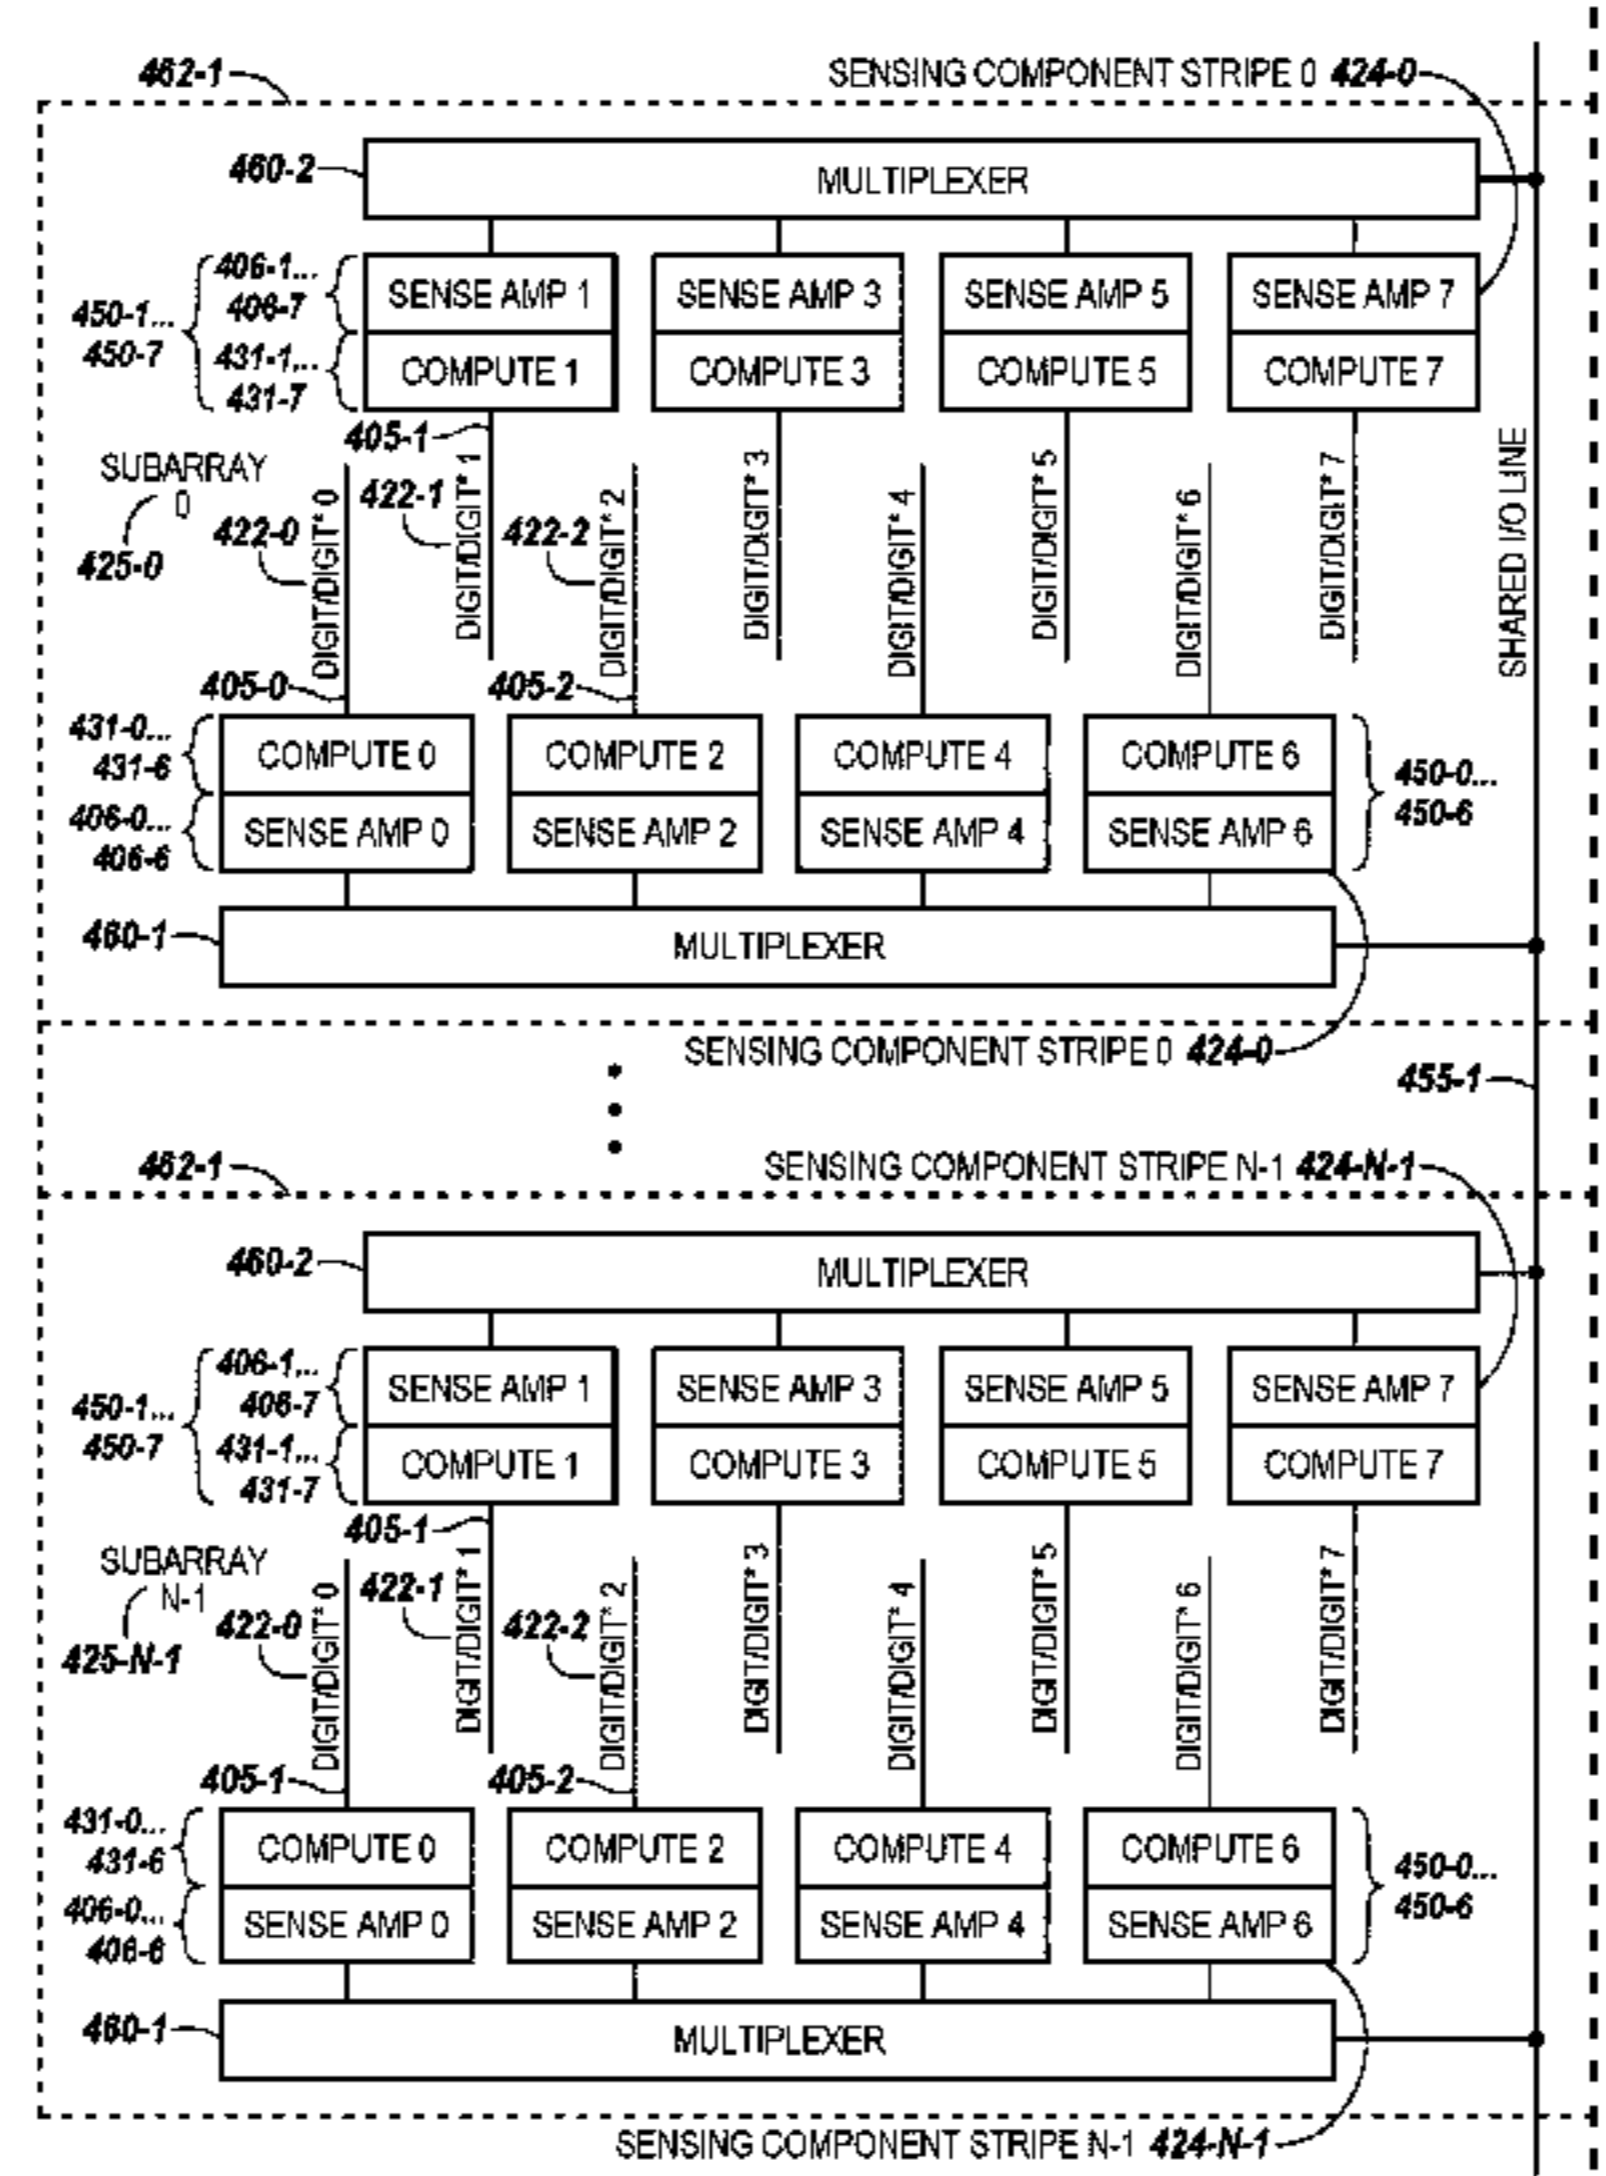 462-1
SENSING COMPONENT STRIPE 0 424-0
460-2
MULTIPLEXER
450-1...
450-7
406-1...
406-7
431-1...
431-7
SENSE AMP 1
SENSE AMP 3
SENSE AMP 5
SENSE AMP 7
COMPUTE 1
COMPUTE 3
COMPUTE 5
COMPUTE 7
405-1
SUBARRAY
0
425-0
422-0
DIGIT/DIGIT* 0
422-1
DIGIT/DIGIT* 1
422-2
DIGIT/DIGIT* 2
DIGIT/DIGIT* 3
DIGIT/DIGIT* 4
DIGIT/DIGIT* 5
DIGIT/DIGIT* 6
DIGIT/DIGIT* 7
SHARED I/O LINE
405-0
405-2
431-0...
431-6
406-0...
406-6
COMPUTE 0
COMPUTE 2
COMPUTE 4
COMPUTE 6
SENSE AMP 0
SENSE AMP 2
SENSE AMP 4
SENSE AMP 6
450-0...
450-6
460-1
MULTIPLEXER
SENSING COMPONENT STRIPE 0 424-0
455-1
462-1
SENSING COMPONENT STRIPE N-1 424-N-1
460-2
MULTIPLEXER
450-1...
450-7
406-1...
406-7
431-1...
431-7
SENSE AMP 1
SENSE AMP 3
SENSE AMP 5
SENSE AMP 7
COMPUTE 1
COMPUTE 3
COMPUTE 5
COMPUTE 7
405-1
SUBARRAY
N-1
425-N-1
422-0
DIGIT/DIGIT* 0
422-1
DIGIT/DIGIT* 1
422-2
DIGIT/DIGIT* 2
DIGIT/DIGIT* 3
DIGIT/DIGIT* 4
DIGIT/DIGIT* 5
DIGIT/DIGIT* 6
DIGIT/DIGIT* 7
405-1
405-2
431-0...
431-6
406-0...
406-6
COMPUTE 0
COMPUTE 2
COMPUTE 4
COMPUTE 6
SENSE AMP 0
SENSE AMP 2
SENSE AMP 4
SENSE AMP 6
450-0...
450-6
460-1
MULTIPLEXER
SENSING COMPONENT STRIPE N-1 424-N-1